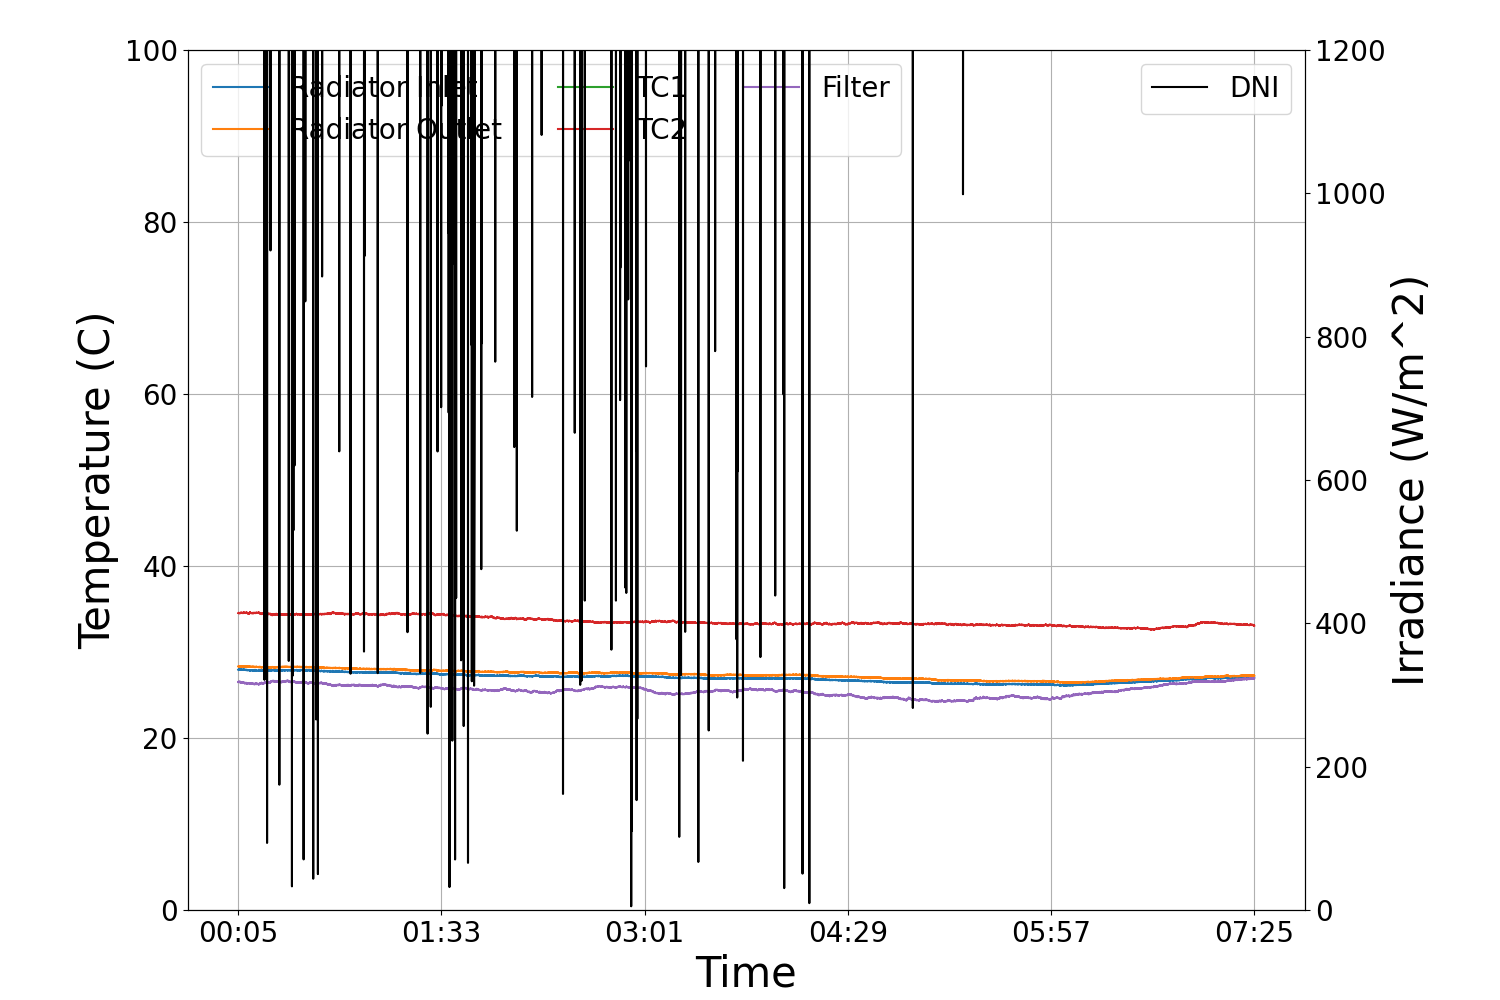 100
80
60
40
20
0
Temperature (C)
Radiator Inlet
Radiator Outlet
TC1
TC2
Filter
DNI
1200
1000
800
600
400
200
0
Irradiance (W/m^2)
00:05 01:33 03:01 04:29 05:57 07:25
Time